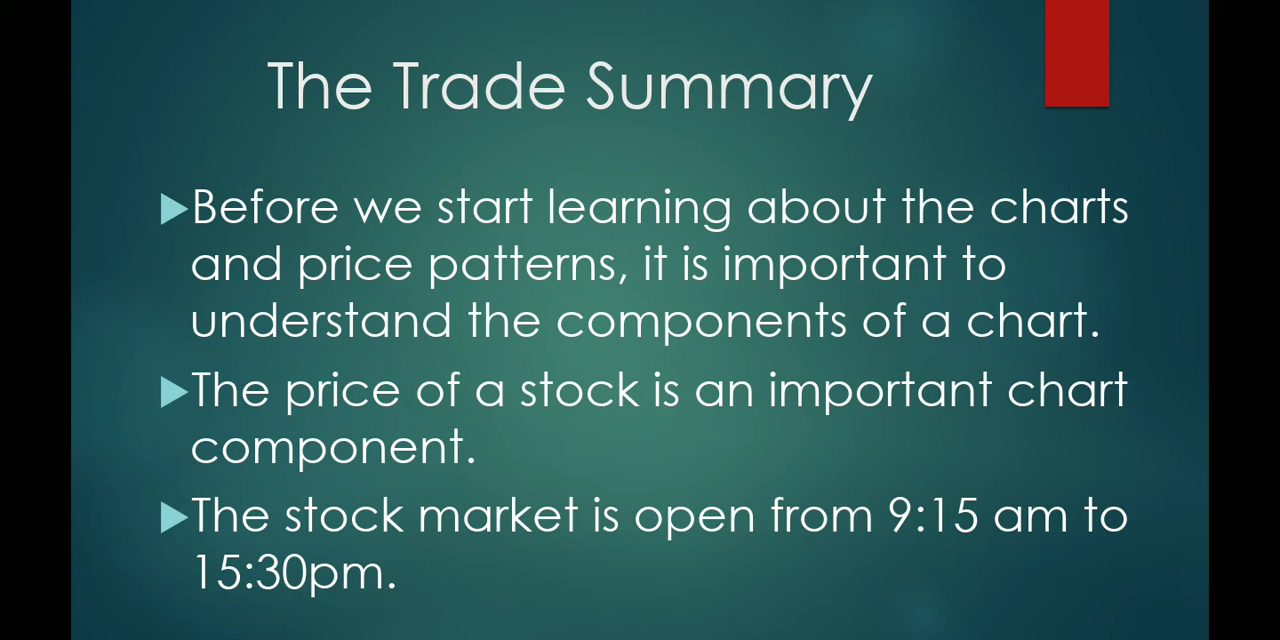 The Trade Summary
Before we start learning about the charts
and price patterns, it is important to
understand the components of a chart.
The price of a stock is an important chart
component.
The stock market is open from 9:15 am to
15:30pm.